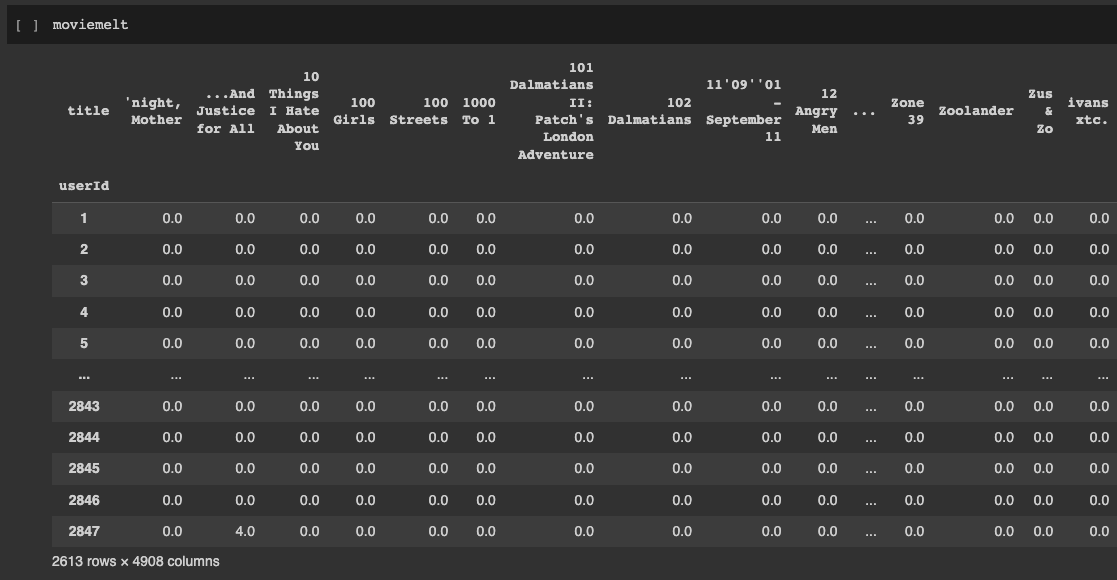 [ ] moviemelt
title 'night, Mother ...And Justice for All 10 Things I Hate About You 100 Girls 100 Streets 1000 To 1 101 Dalmatians II: Patch's London Adventure 102 Dalmatians 11'09''01 - September 11 12 Angry Men ... Zone 39 Zoolander Zus & Zo ivans xtc.
userId
1 0.0 0.0 0.0 0.0 0.0 0.0 0.0 0.0 0.0 0.0 ... 0.0 0.0 0.0 0.0
2 0.0 0.0 0.0 0.0 0.0 0.0 0.0 0.0 0.0 0.0 ... 0.0 0.0 0.0 0.0
3 0.0 0.0 0.0 0.0 0.0 0.0 0.0 0.0 0.0 0.0 ... 0.0 0.0 0.0 0.0
4 0.0 0.0 0.0 0.0 0.0 0.0 0.0 0.0 0.0 0.0 ... 0.0 0.0 0.0 0.0
5 0.0 0.0 0.0 0.0 0.0 0.0 0.0 0.0 0.0 0.0 ... 0.0 0.0 0.0 0.0
... ... ... ... ... ... ... ... ... ... ... ... ... ... ... ...
2843 0.0 0.0 0.0 0.0 0.0 0.0 0.0 0.0 0.0 0.0 ... 0.0 0.0 0.0 0.0
2844 0.0 0.0 0.0 0.0 0.0 0.0 0.0 0.0 0.0 0.0 ... 0.0 0.0 0.0 0.0
2845 0.0 0.0 0.0 0.0 0.0 0.0 0.0 0.0 0.0 0.0 ... 0.0 0.0 0.0 0.0
2846 0.0 0.0 0.0 0.0 0.0 0.0 0.0 0.0 0.0 0.0 ... 0.0 0.0 0.0 0.0
2847 0.0 4.0 0.0 0.0 0.0 0.0 0.0 0.0 0.0 0.0 ... 0.0 0.0 0.0 0.0
2613 rows × 4908 columns